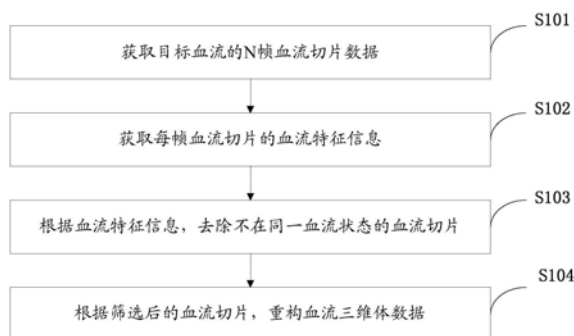 S101
获取目标血流的N帧血流切片数据
S102
获取每帧血流切片的血流特征信息
S103
根据血流特征信息，去除不在同一血流状态的血流切片
S104
根据筛选后的血流切片，重构血流三维体数据